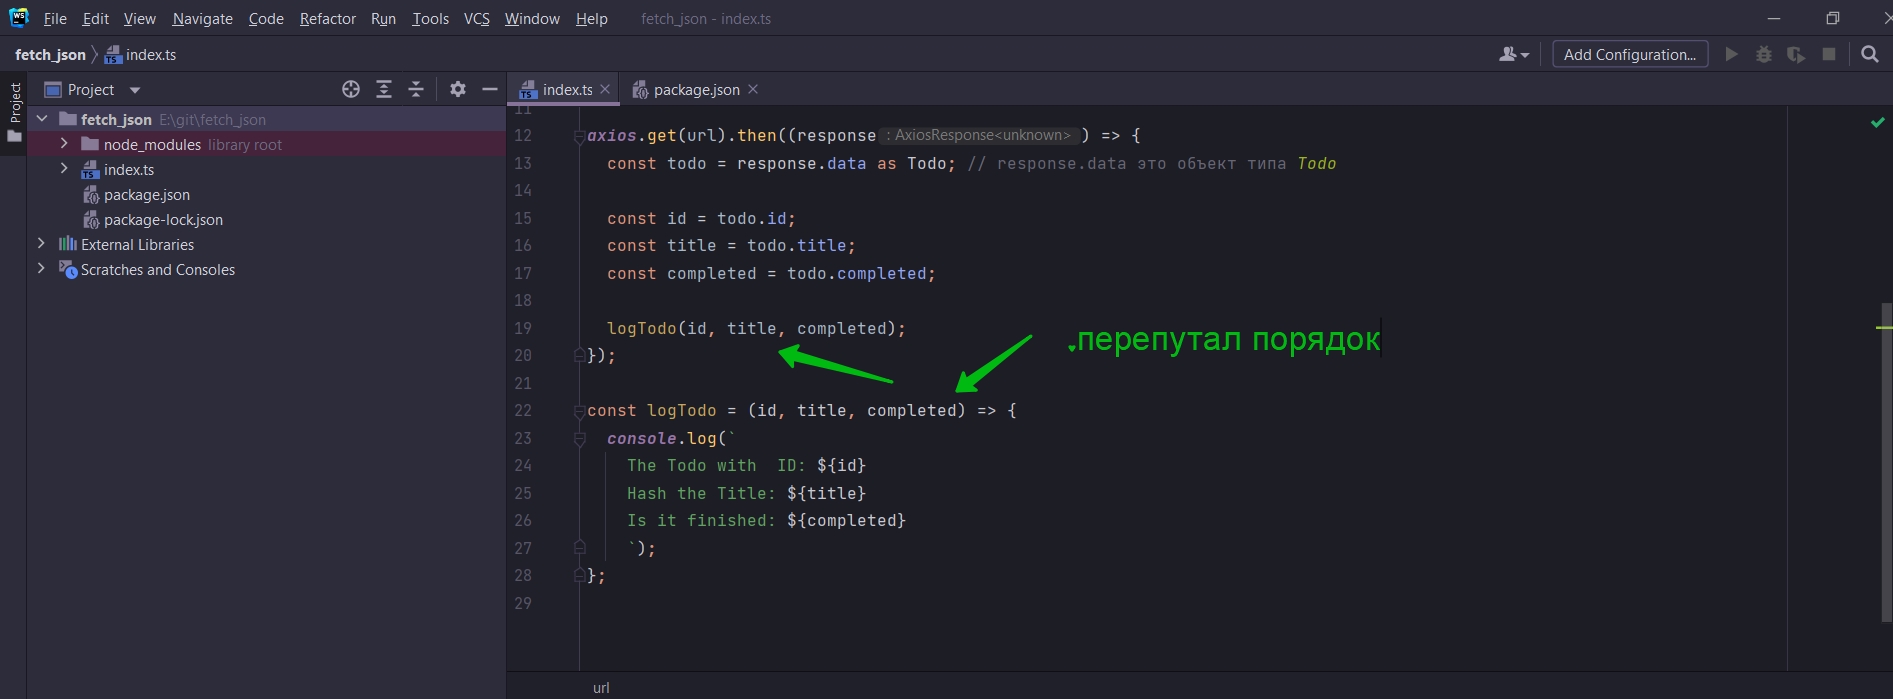 WS File Edit View Navigate Code Refactor Run Tools VCS Window Help fetch_json - index.ts
fetch_json index.ts Add Configuration...
Project
Project
index.ts package.json
fetch_json E:\git\fetch_json
node_modules library root
index.ts
package.json
package-lock.json
External Libraries
Scratches and Consoles
11
12 axios.get(url).then((response : AxiosResponse<unknown> ) => {
13 const todo = response.data as Todo; // response.data это объект типа Todo
14
15 const id = todo.id;
16 const title = todo.title;
17 const completed = todo.completed;
18
19 logTodo(id, title, completed);
.перепутал порядок
20 });
21
22 const logTodo = (id, title, completed) => {
23 console.log(`
24 The Todo with  ID: ${id}
25 Hash the Title: ${title}
26 Is it finished: ${completed}
27 `);
28 };
29
url